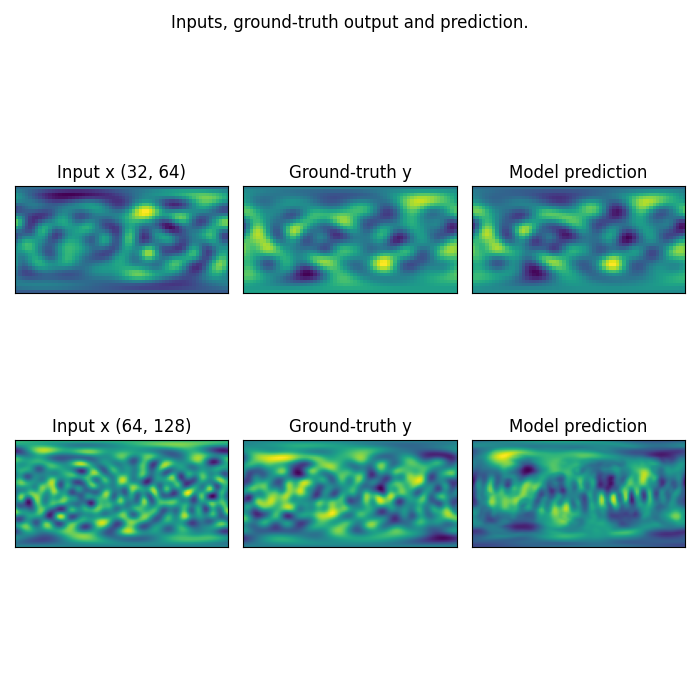 Inputs, ground-truth output and prediction.
Input x (32, 64)
Ground-truth y
Model prediction
Input x (64, 128)
Ground-truth y
Model prediction